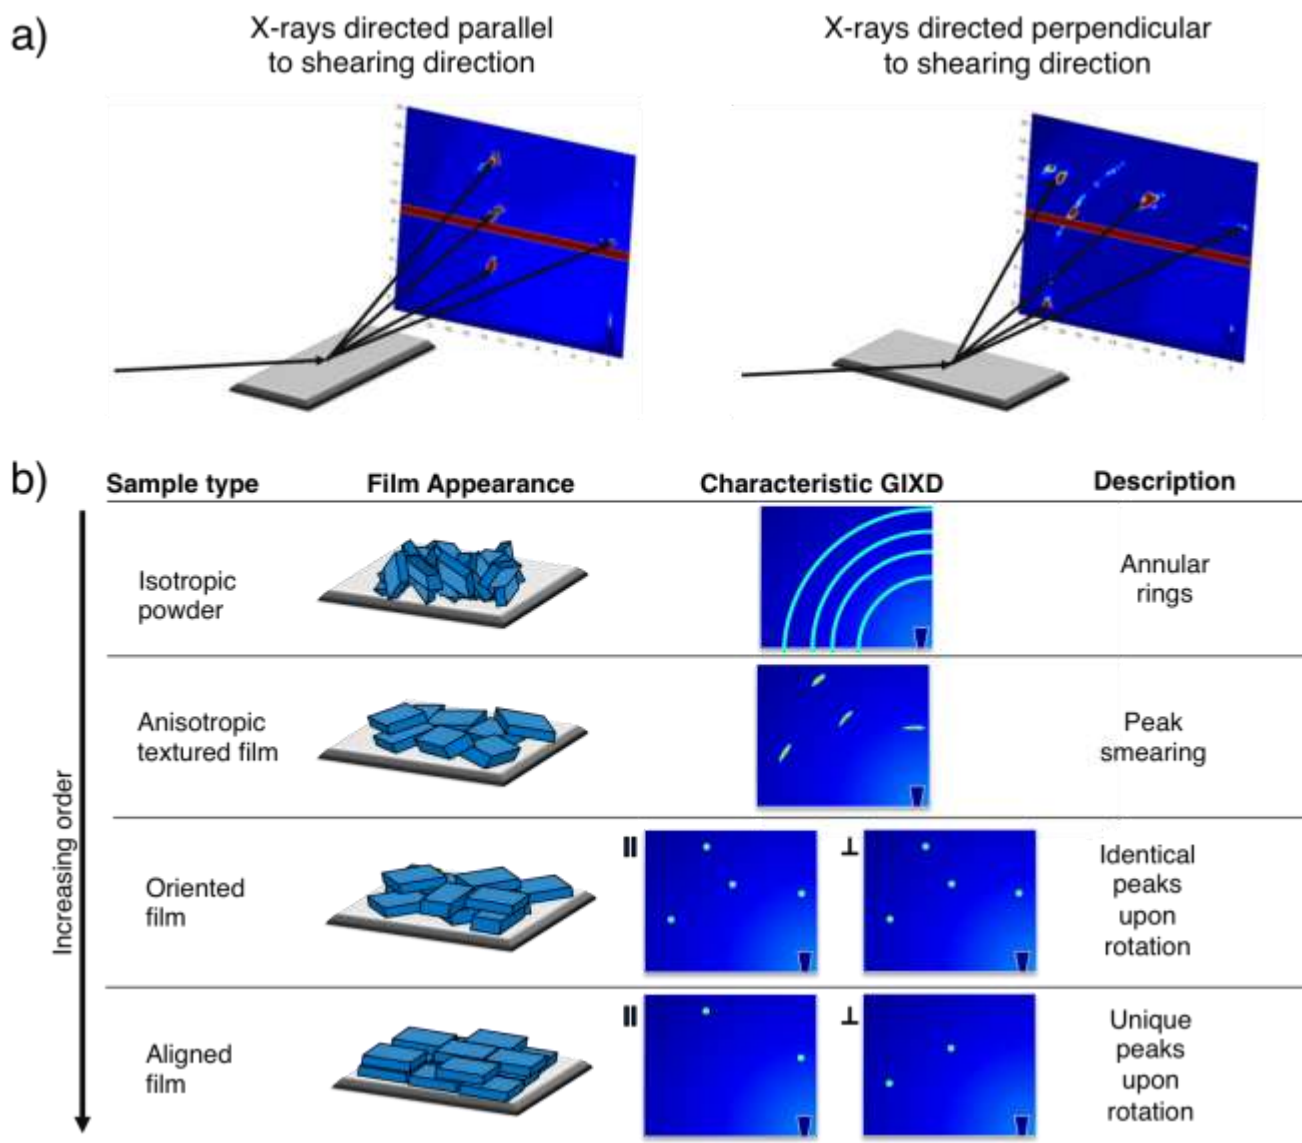 a)
X-rays directed parallel
to shearing direction
X-rays directed perpendicular
to shearing direction
b)
Sample type
Film Appearance
Characteristic GIXD
Description
Increasing order
Isotropic
powder
Annular
rings
Anisotropic
textured film
Peak
smearing
Oriented
film
||
⊥
Identical
peaks
upon
rotation
Aligned
film
||
⊥
Unique
peaks
upon
rotation